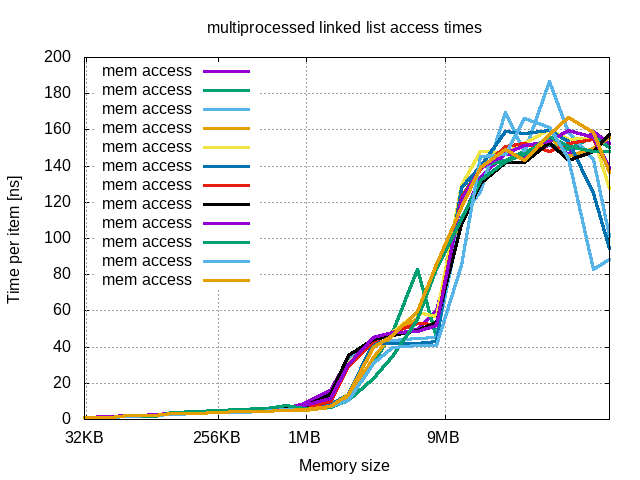 multiprocessed linked list access times
Time per item [ns]
200
180
160
140
120
100
80
60
40
20
0
mem access
mem access
mem access
mem access
mem access
mem access
mem access
mem access
mem access
mem access
mem access
mem access
32KB 256KB 1MB 9MB
Memory size